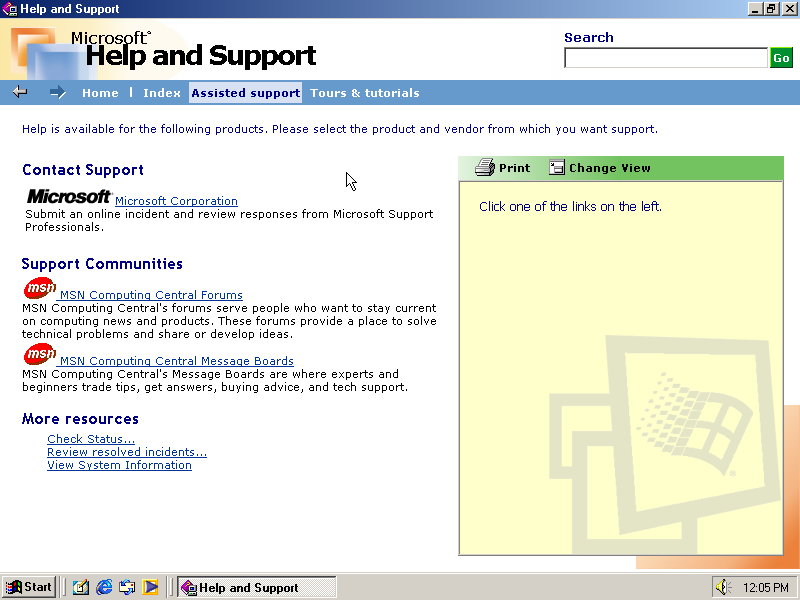 Help and Support
Microsoft®
Help and Support
Search
Go
Home | Index Assisted support Tours & tutorials
Help is available for the following products. Please select the product and vendor from which you want support.
Contact Support
Microsoft Microsoft Corporation
Submit an online incident and review responses from Microsoft Support
Professionals.
Support Communities
msn MSN Computing Central Forums
MSN Computing Central's forums serve people who want to stay current
on computing news and products. These forums provide a place to solve
technical problems and share or develop ideas.
msn MSN Computing Central Message Boards
MSN Computing Central's Message Boards are where experts and
beginners trade tips, get answers, buying advice, and tech support.
More resources
Check Status...
Review resolved incidents...
View System Information
Print Change View
Click one of the links on the left.
Start Help and Support 12:05 PM